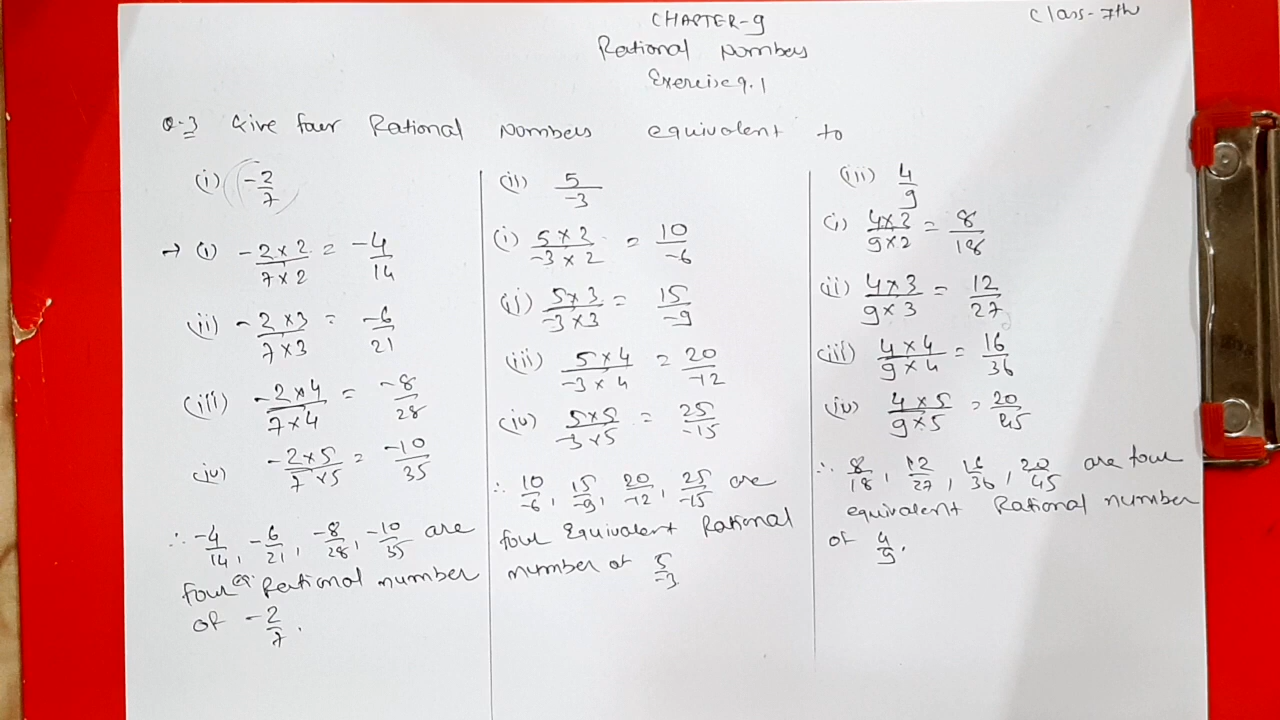 CHAPTER-9
Class-7th
Rational Numbers
Exercise 9.1
Q-3 Give four Rational Numbers equivalent to
(i) -2/7
→ (i) -2×2/7×2 = -4/14
(ii) -2×3/7×3 = -6/21
(iii) -2×4/7×4 = -8/28
(iv) -2×5/7×5 = -10/35
∴ -4/14, -6/21, -8/28, -10/35 are
four eq. Rational number
of -2/7.
(ii) 5/-3
(i) 5×2/-3×2 = 10/-6
(ii) 5×3/-3×3 = 15/-9
(iii) 5×4/-3×4 = 20/-12
(iv) 5×5/-3×5 = 25/-15
∴ 10/-6, 15/-9, 20/-12, 25/-15 are
four Equivalent Rational
number of 5/-3
(iii) 4/9
(i) 4×2/9×2 = 8/18
(ii) 4×3/9×3 = 12/27
(iii) 4×4/9×4 = 16/36
(iv) 4×5/9×5 = 20/45
∴ 8/18, 12/27, 16/36, 20/45 are four
equivalent Rational number
of 4/9.